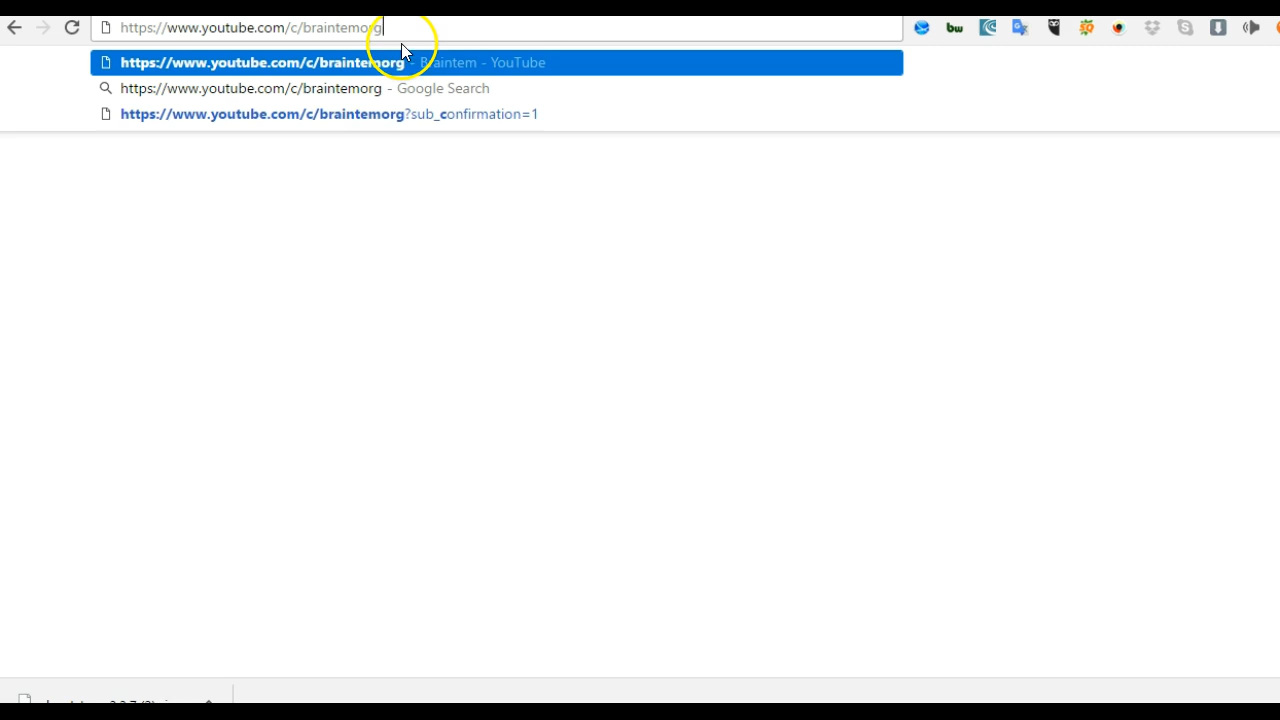 https://www.youtube.com/c/braintemorg
https://www.youtube.com/c/braintemorg - Braintem - YouTube
https://www.youtube.com/c/braintemorg - Google Search
https://www.youtube.com/c/braintemorg?sub_confirmation=1
bw